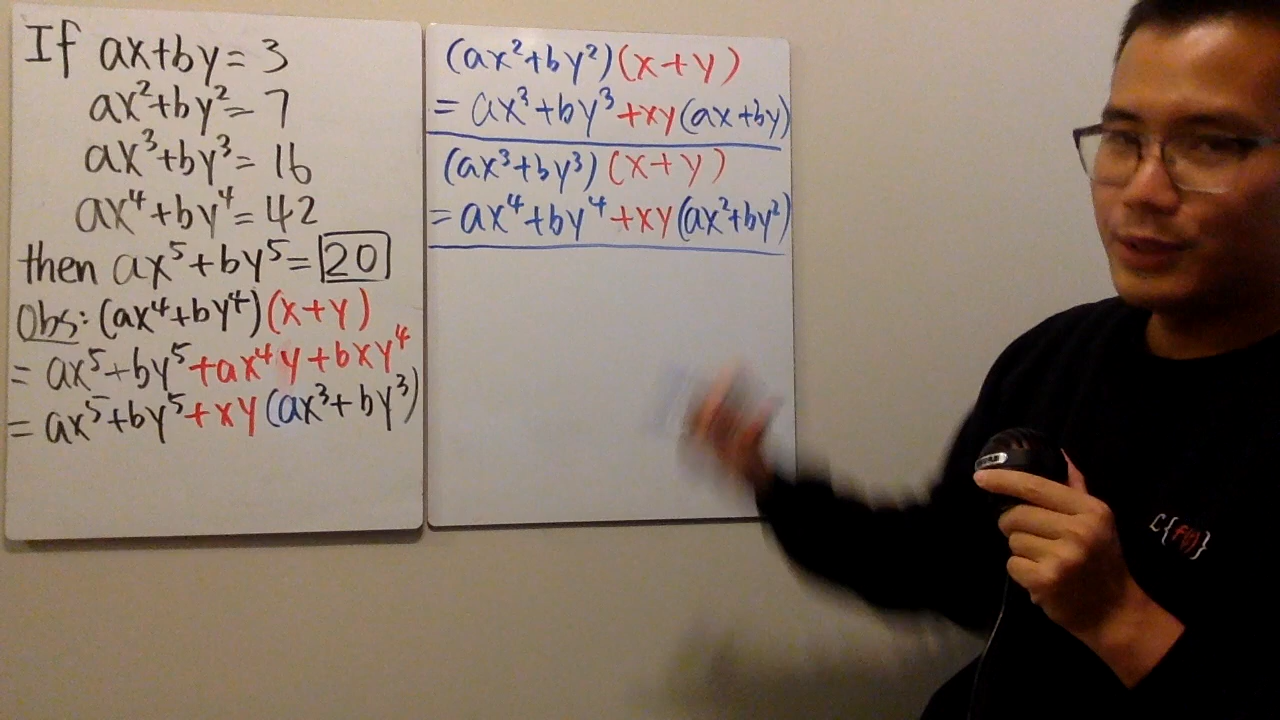 If ax+by=3
ax²+by²=7
ax³+by³=16
ax⁴+by⁴=42
then ax⁵+by⁵=20
Obs: (ax⁴+by⁴)(x+y)
= ax⁵+by⁵+ax⁴y+bxy⁴
= ax⁵+by⁵+xy(ax³+by³)
(ax²+by²)(x+y)
= ax³+by³+xy(ax+by)
(ax³+by³)(x+y)
= ax⁴+by⁴+xy(ax²+by²)